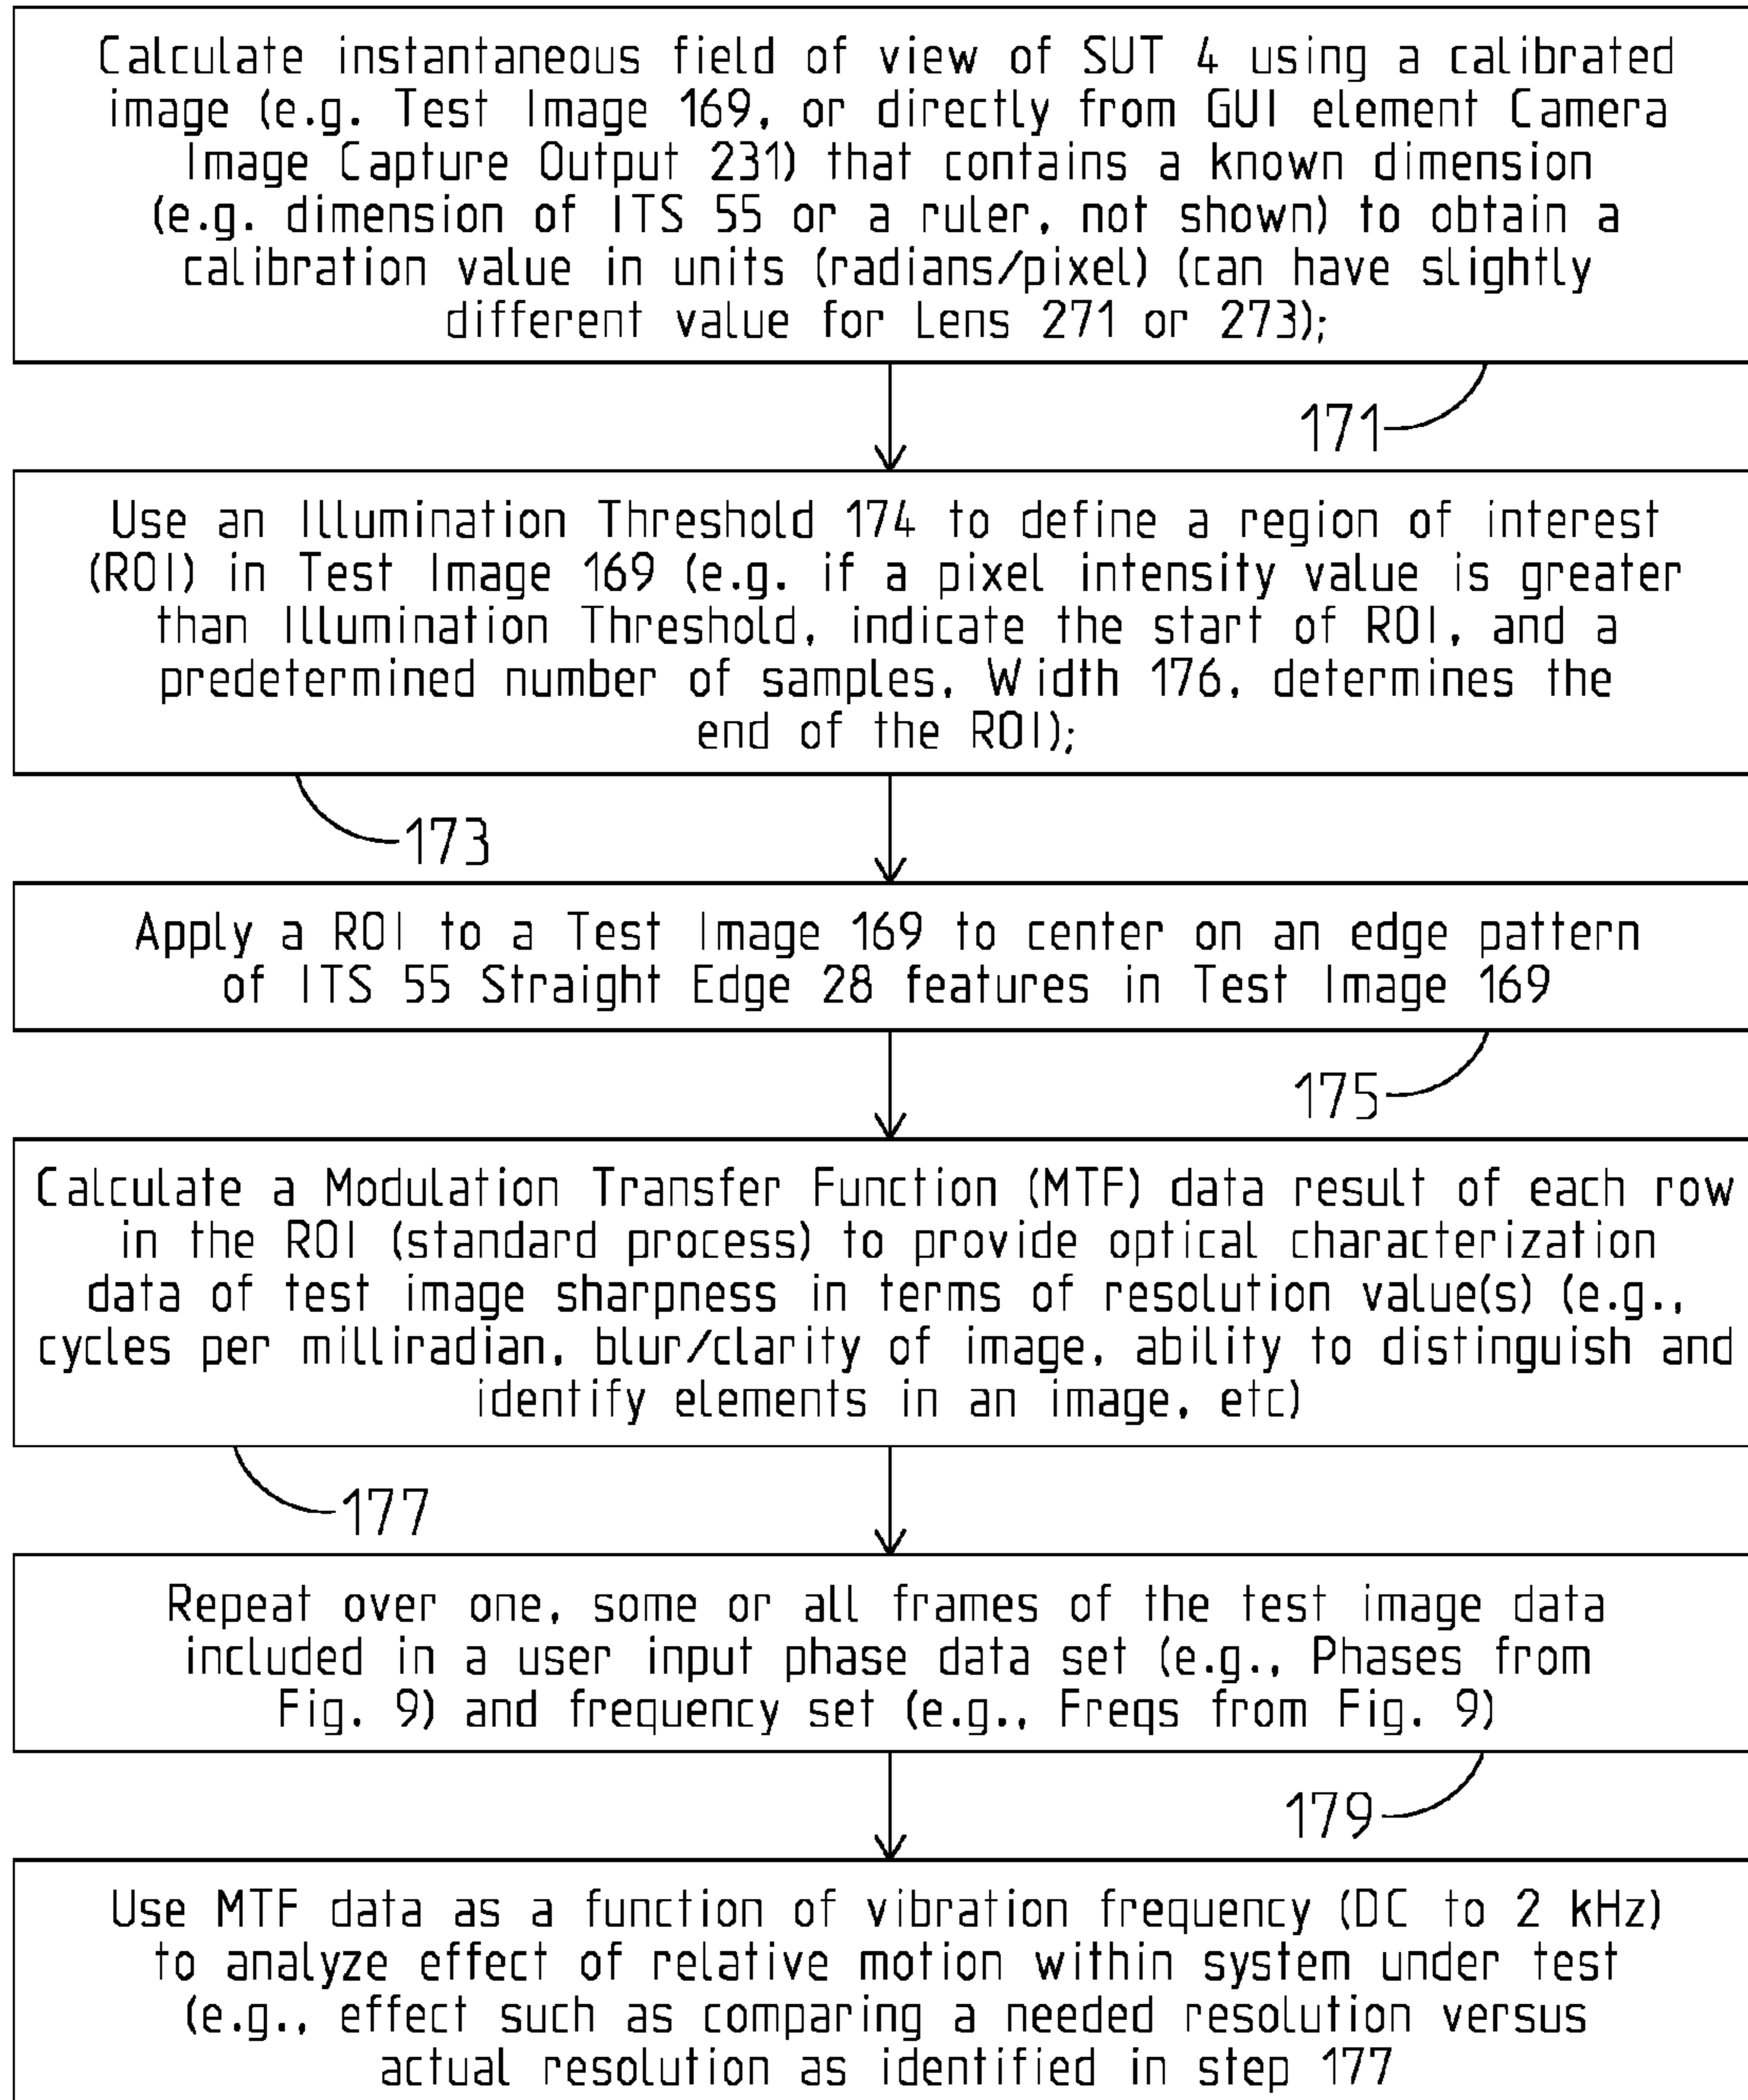 Calculate instantaneous field of view of SUT 4 using a calibrated
image (e.g. Test Image 169, or directly from GUI element Camera
Image Capture Output 231) that contains a known dimension
(e.g. dimension of ITS 55 or a ruler, not shown) to obtain a
calibration value in units (radians/pixel) (can have slightly
different value for Lens 271 or 273);
171
Use an Illumination Threshold 174 to define a region of interest
(ROI) in Test Image 169 (e.g. if a pixel intensity value is greater
than Illumination Threshold, indicate the start of ROI, and a
predetermined number of samples, Width 176, determines the
end of the ROI);
173
Apply a ROI to a Test Image 169 to center on an edge pattern
of ITS 55 Straight Edge 28 features in Test Image 169
175
Calculate a Modulation Transfer Function (MTF) data result of each row
in the ROI (standard process) to provide optical characterization
data of test image sharpness in terms of resolution value(s) (e.g.,
cycles per milliradian, blur/clarity of image, ability to distinguish and
identify elements in an image, etc)
177
Repeat over one, some or all frames of the test image data
included in a user input phase data set (e.g., Phases from
Fig. 9) and frequency set (e.g., Freqs from Fig. 9)
179
Use MTF data as a function of vibration frequency (DC to 2 kHz)
to analyze effect of relative motion within system under test
(e.g., effect such as comparing a needed resolution versus
actual resolution as identified in step 177